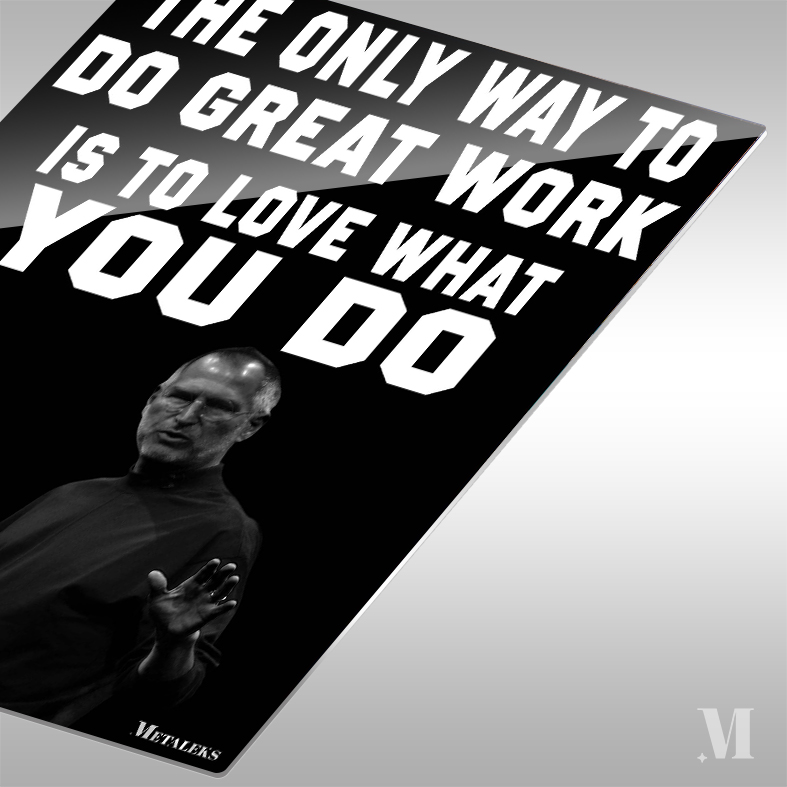 THE ONLY WAY TO
DO GREAT WORK
IS TO LOVE WHAT
YOU DO
METALEKS
M